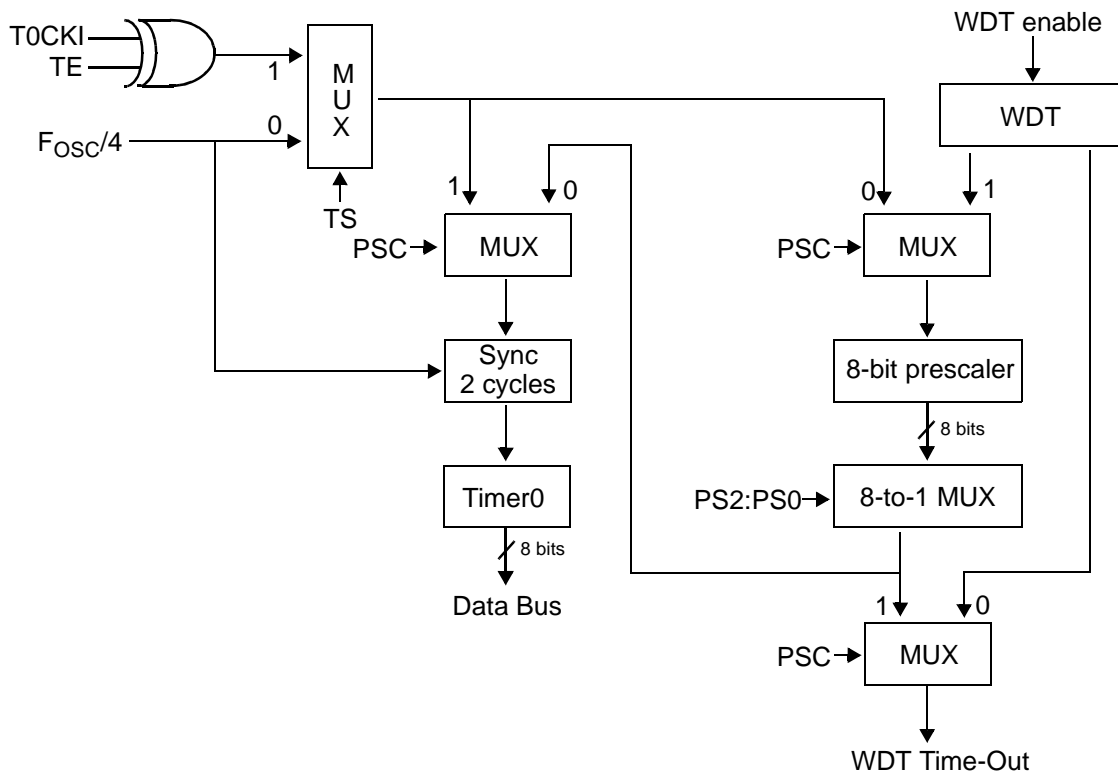 T0CKI
TE
1
MUX
WDT enable
WDT
FOSC/4
0
TS
1
0
0
1
PSC
MUX
PSC
MUX
Sync
2 cycles
8-bit prescaler
8 bits
Timer0
PS2:PS0
8-to-1 MUX
8 bits
Data Bus
1
0
PSC
MUX
WDT Time-Out